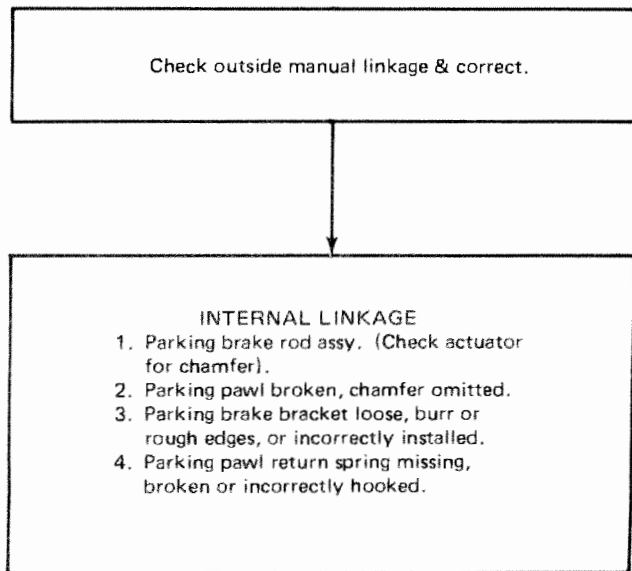 Check outside manual linkage & correct.
INTERNAL LINKAGE
1. Parking brake rod assy. (Check actuator
for chamfer).
2. Parking pawl broken, chamfer omitted.
3. Parking brake bracket loose, burr or
rough edges, or incorrectly installed.
4. Parking pawl return spring missing,
broken or incorrectly hooked.